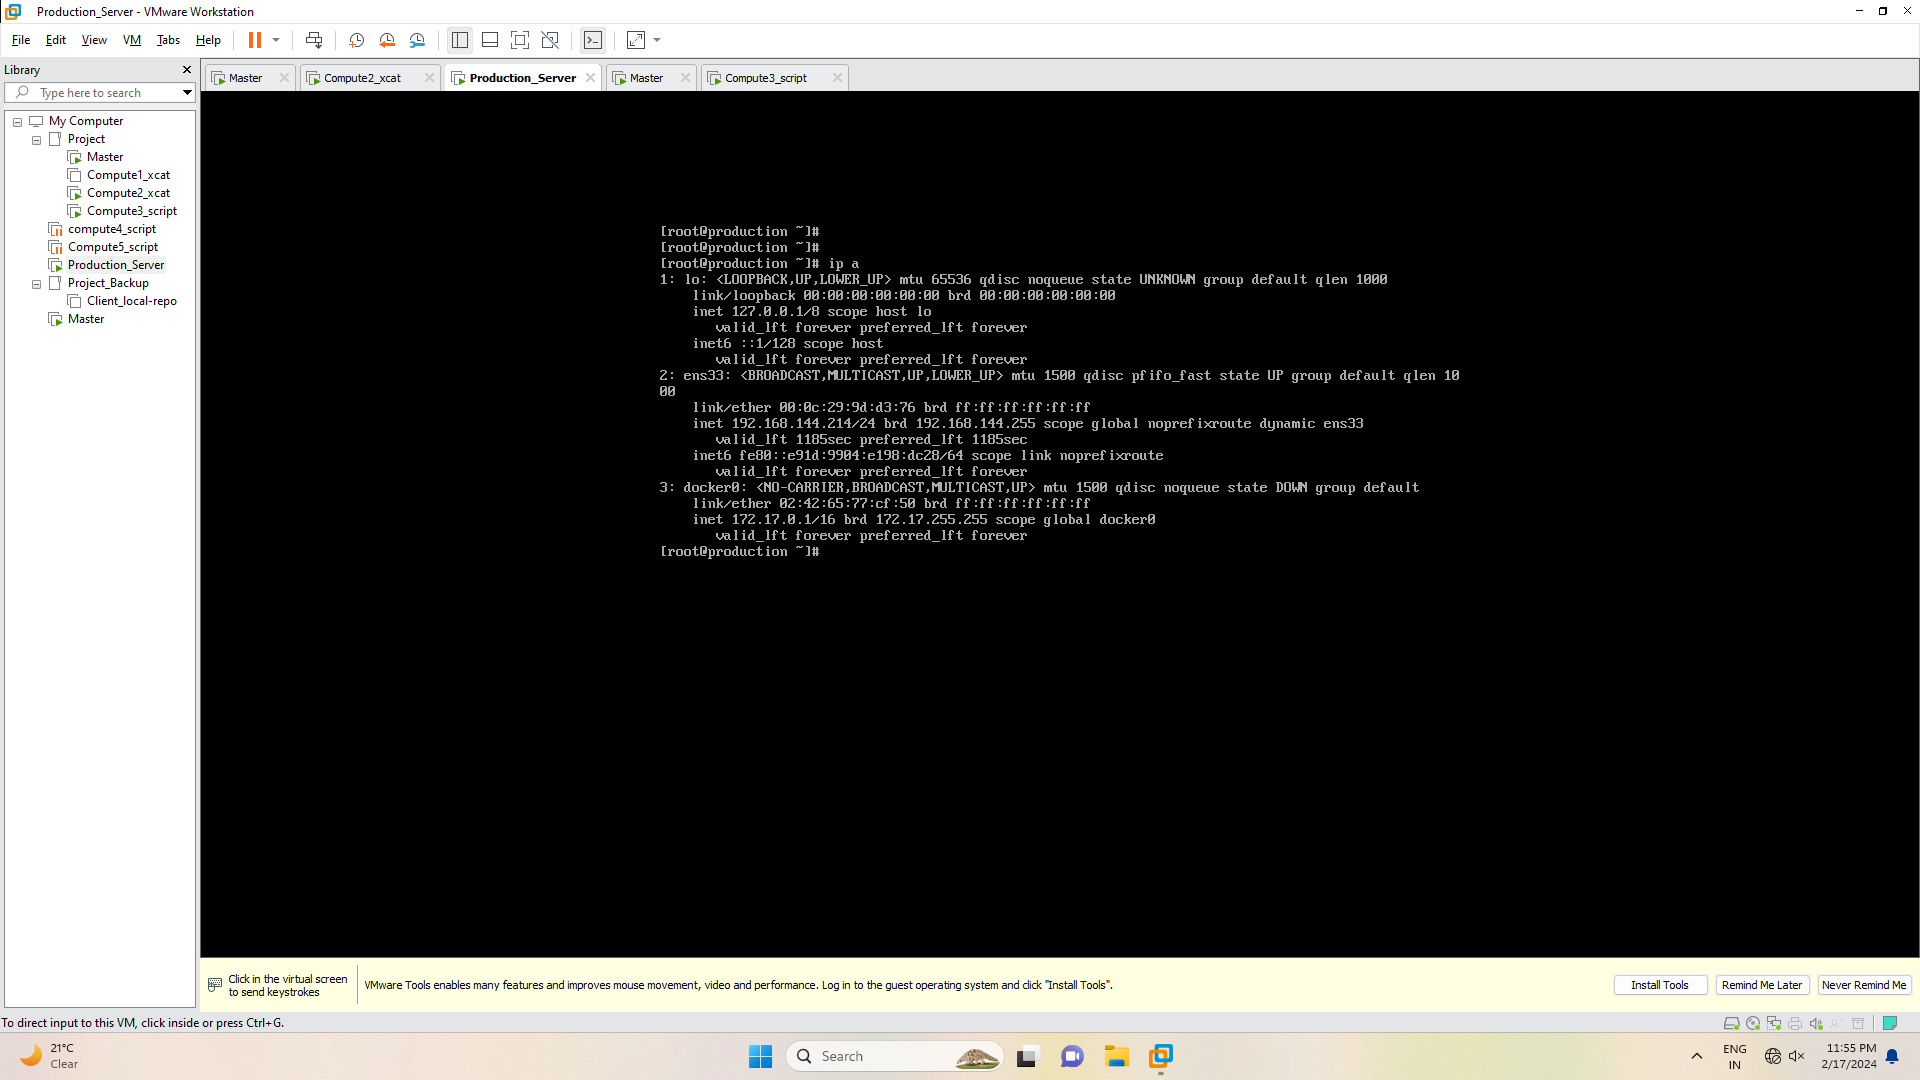 Production_Server - VMware Workstation
File Edit View VM Tabs Help
Library
Type here to search
My Computer
Project
Master
Compute1_xcat
Compute2_xcat
Compute3_script
compute4_script
Compute5_script
Production_Server
Project_Backup
Client_local-repo
Master
Master Compute2_xcat Production_Server Master Compute3_script
[root@production ~]#
[root@production ~]#
[root@production ~]# ip a
1: lo: <LOOPBACK,UP,LOWER_UP> mtu 65536 qdisc noqueue state UNKNOWN group default qlen 1000
link/loopback 00:00:00:00:00:00 brd 00:00:00:00:00:00
inet 127.0.0.1/8 scope host lo
valid_lft forever preferred_lft forever
inet6 ::1/128 scope host
valid_lft forever preferred_lft forever
2: ens33: <BROADCAST,MULTICAST,UP,LOWER_UP> mtu 1500 qdisc pfifo_fast state UP group default qlen 10
00
link/ether 00:0c:29:9d:d3:76 brd ff:ff:ff:ff:ff:ff
inet 192.168.144.214/24 brd 192.168.144.255 scope global noprefixroute dynamic ens33
valid_lft 1185sec preferred_lft 1185sec
inet6 fe80::e91d:9904:e198:dc28/64 scope link noprefixroute
valid_lft forever preferred_lft forever
3: docker0: <NO-CARRIER,BROADCAST,MULTICAST,UP> mtu 1500 qdisc noqueue state DOWN group default
link/ether 02:42:65:77:cf:50 brd ff:ff:ff:ff:ff:ff
inet 172.17.0.1/16 brd 172.17.255.255 scope global docker0
valid_lft forever preferred_lft forever
[root@production ~]#
Click in the virtual screen
to send keystrokes
VMware Tools enables many features and improves mouse movement, video and performance. Log in to the guest operating system and click "Install Tools".
Install Tools Remind Me Later Never Remind Me
To direct input to this VM, click inside or press Ctrl+G.
21°C
Clear
Search
ENG
IN
11:55 PM
2/17/2024